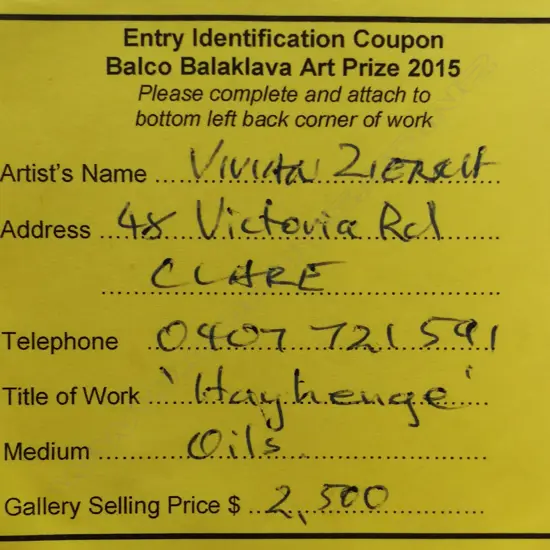 Entry Identification Coupon
Balco Balaklava Art Prize 2015
Please complete and attach to
bottom left back corner of work
Artist's Name ... VIVIAN ZIERSCH
Address ... 48 Victoria Rd
CLARE
Telephone ... 0407 721 591
Title of Work ... 'Hayhenge'
Medium ... Oils
Gallery Selling Price $ ... 2,500